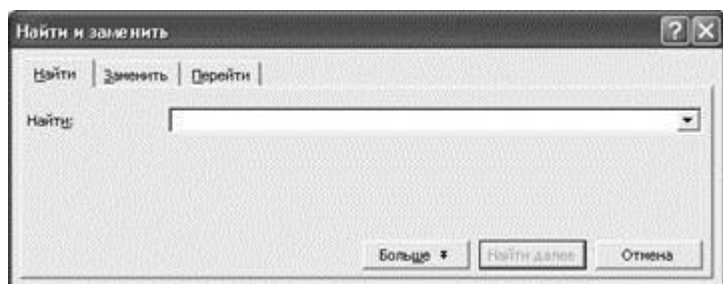 Найти и заменить
Найти Заменить Перейти
Найти:
Больше Найти далее Отмена